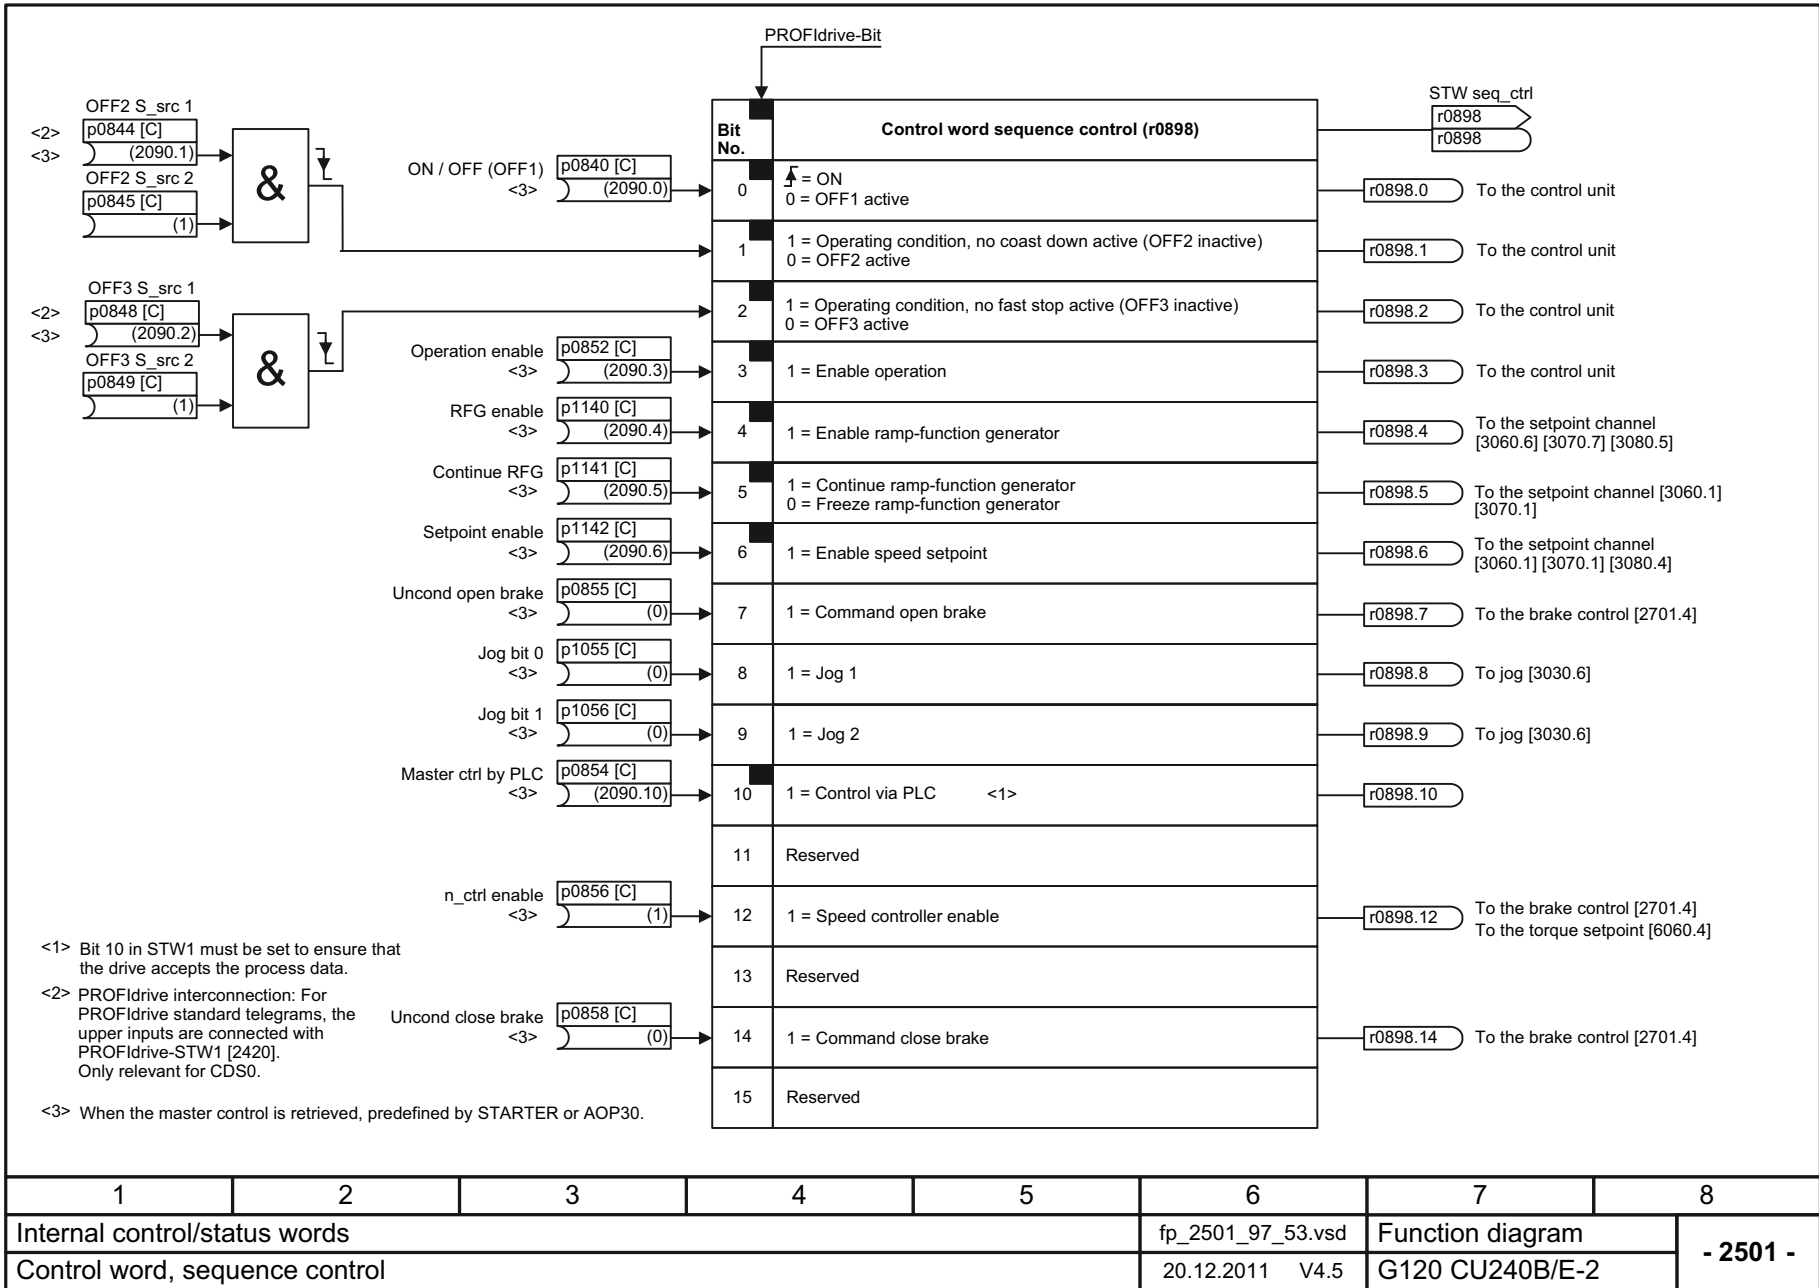 PROFIdrive-Bit
OFF2 S_src 1
<2>
p0844 [C]
<3>
(2090.1)
OFF2 S_src 2
p0845 [C]
(1)
&
OFF3 S_src 1
<2>
p0848 [C]
<3>
(2090.2)
OFF3 S_src 2
p0849 [C]
(1)
&
Bit No.
Control word sequence control (r0898)
STW seq_ctrl
r0898
r0898
ON / OFF (OFF1)
<3>
p0840 [C]
(2090.0)
0
= ON
0 = OFF1 active
r0898.0
To the control unit
1
1 = Operating condition, no coast down active (OFF2 inactive)
0 = OFF2 active
r0898.1
To the control unit
2
1 = Operating condition, no fast stop active (OFF3 inactive)
0 = OFF3 active
r0898.2
To the control unit
Operation enable
<3>
p0852 [C]
(2090.3)
3
1 = Enable operation
r0898.3
To the control unit
RFG enable
<3>
p1140 [C]
(2090.4)
4
1 = Enable ramp-function generator
r0898.4
To the setpoint channel
[3060.6] [3070.7] [3080.5]
Continue RFG
<3>
p1141 [C]
(2090.5)
5
1 = Continue ramp-function generator
0 = Freeze ramp-function generator
r0898.5
To the setpoint channel [3060.1]
[3070.1]
Setpoint enable
<3>
p1142 [C]
(2090.6)
6
1 = Enable speed setpoint
r0898.6
To the setpoint channel
[3060.1] [3070.1] [3080.4]
Uncond open brake
<3>
p0855 [C]
(0)
7
1 = Command open brake
r0898.7
To the brake control [2701.4]
Jog bit 0
<3>
p1055 [C]
(0)
8
1 = Jog 1
r0898.8
To jog [3030.6]
Jog bit 1
<3>
p1056 [C]
(0)
9
1 = Jog 2
r0898.9
To jog [3030.6]
Master ctrl by PLC
<3>
p0854 [C]
(2090.10)
10
1 = Control via PLC <1>
r0898.10
11
Reserved
n_ctrl enable
<3>
p0856 [C]
(1)
12
1 = Speed controller enable
r0898.12
To the brake control [2701.4]
To the torque setpoint [6060.4]
13
Reserved
Uncond close brake
<3>
p0858 [C]
(0)
14
1 = Command close brake
r0898.14
To the brake control [2701.4]
15
Reserved
<1> Bit 10 in STW1 must be set to ensure that
the drive accepts the process data.
<2> PROFIdrive interconnection: For
PROFIdrive standard telegrams, the
upper inputs are connected with
PROFIdrive-STW1 [2420].
Only relevant for CDS0.
<3> When the master control is retrieved, predefined by STARTER or AOP30.
1 2 3 4 5 6 7 8
Internal control/status words
fp_2501_97_53.vsd
Function diagram
- 2501 -
Control word, sequence control
20.12.2011 V4.5
G120 CU240B/E-2